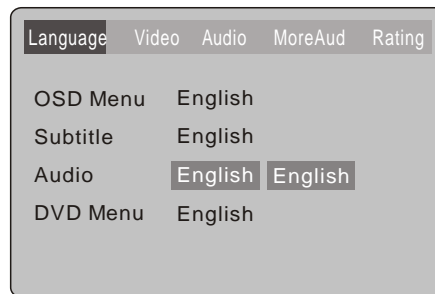 Language Video Audio MoreAud Rating
OSD Menu English
Subtitle English
Audio English English
DVD Menu English